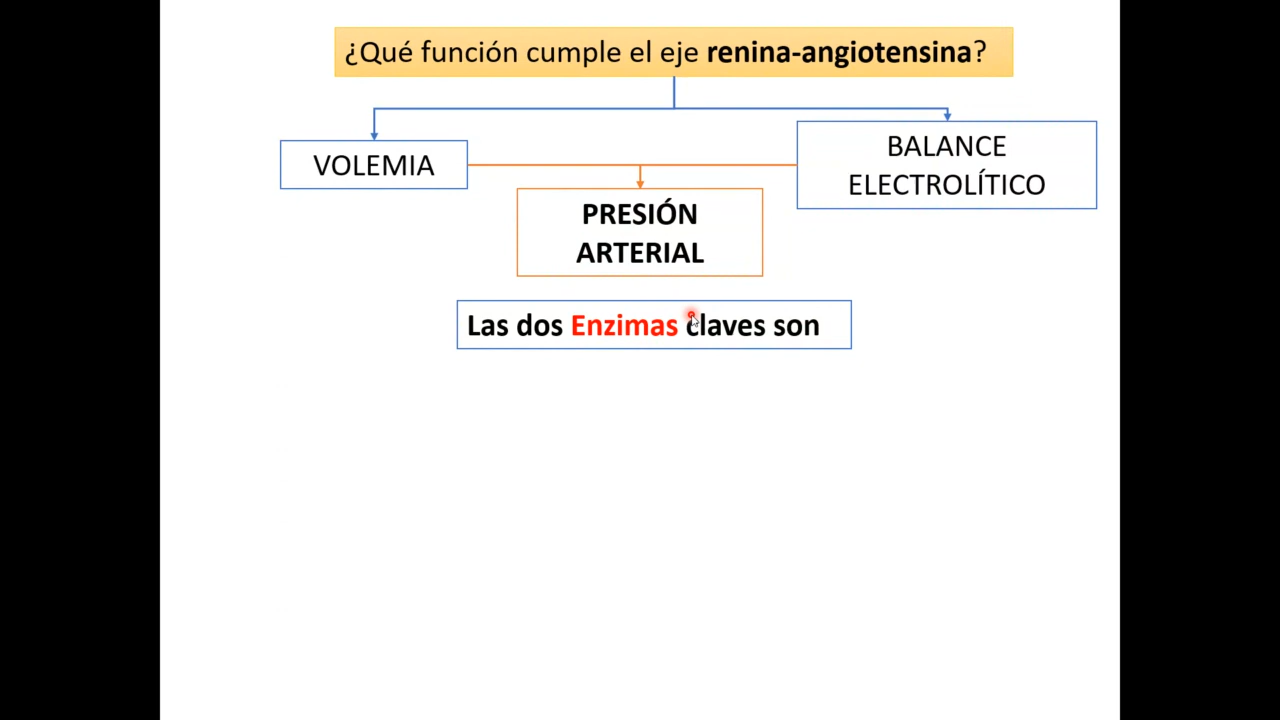 ¿Qué función cumple el eje renina-angiotensina?
VOLEMIA
BALANCE
ELECTROLÍTICO
PRESIÓN
ARTERIAL
Las dos Enzimas claves son